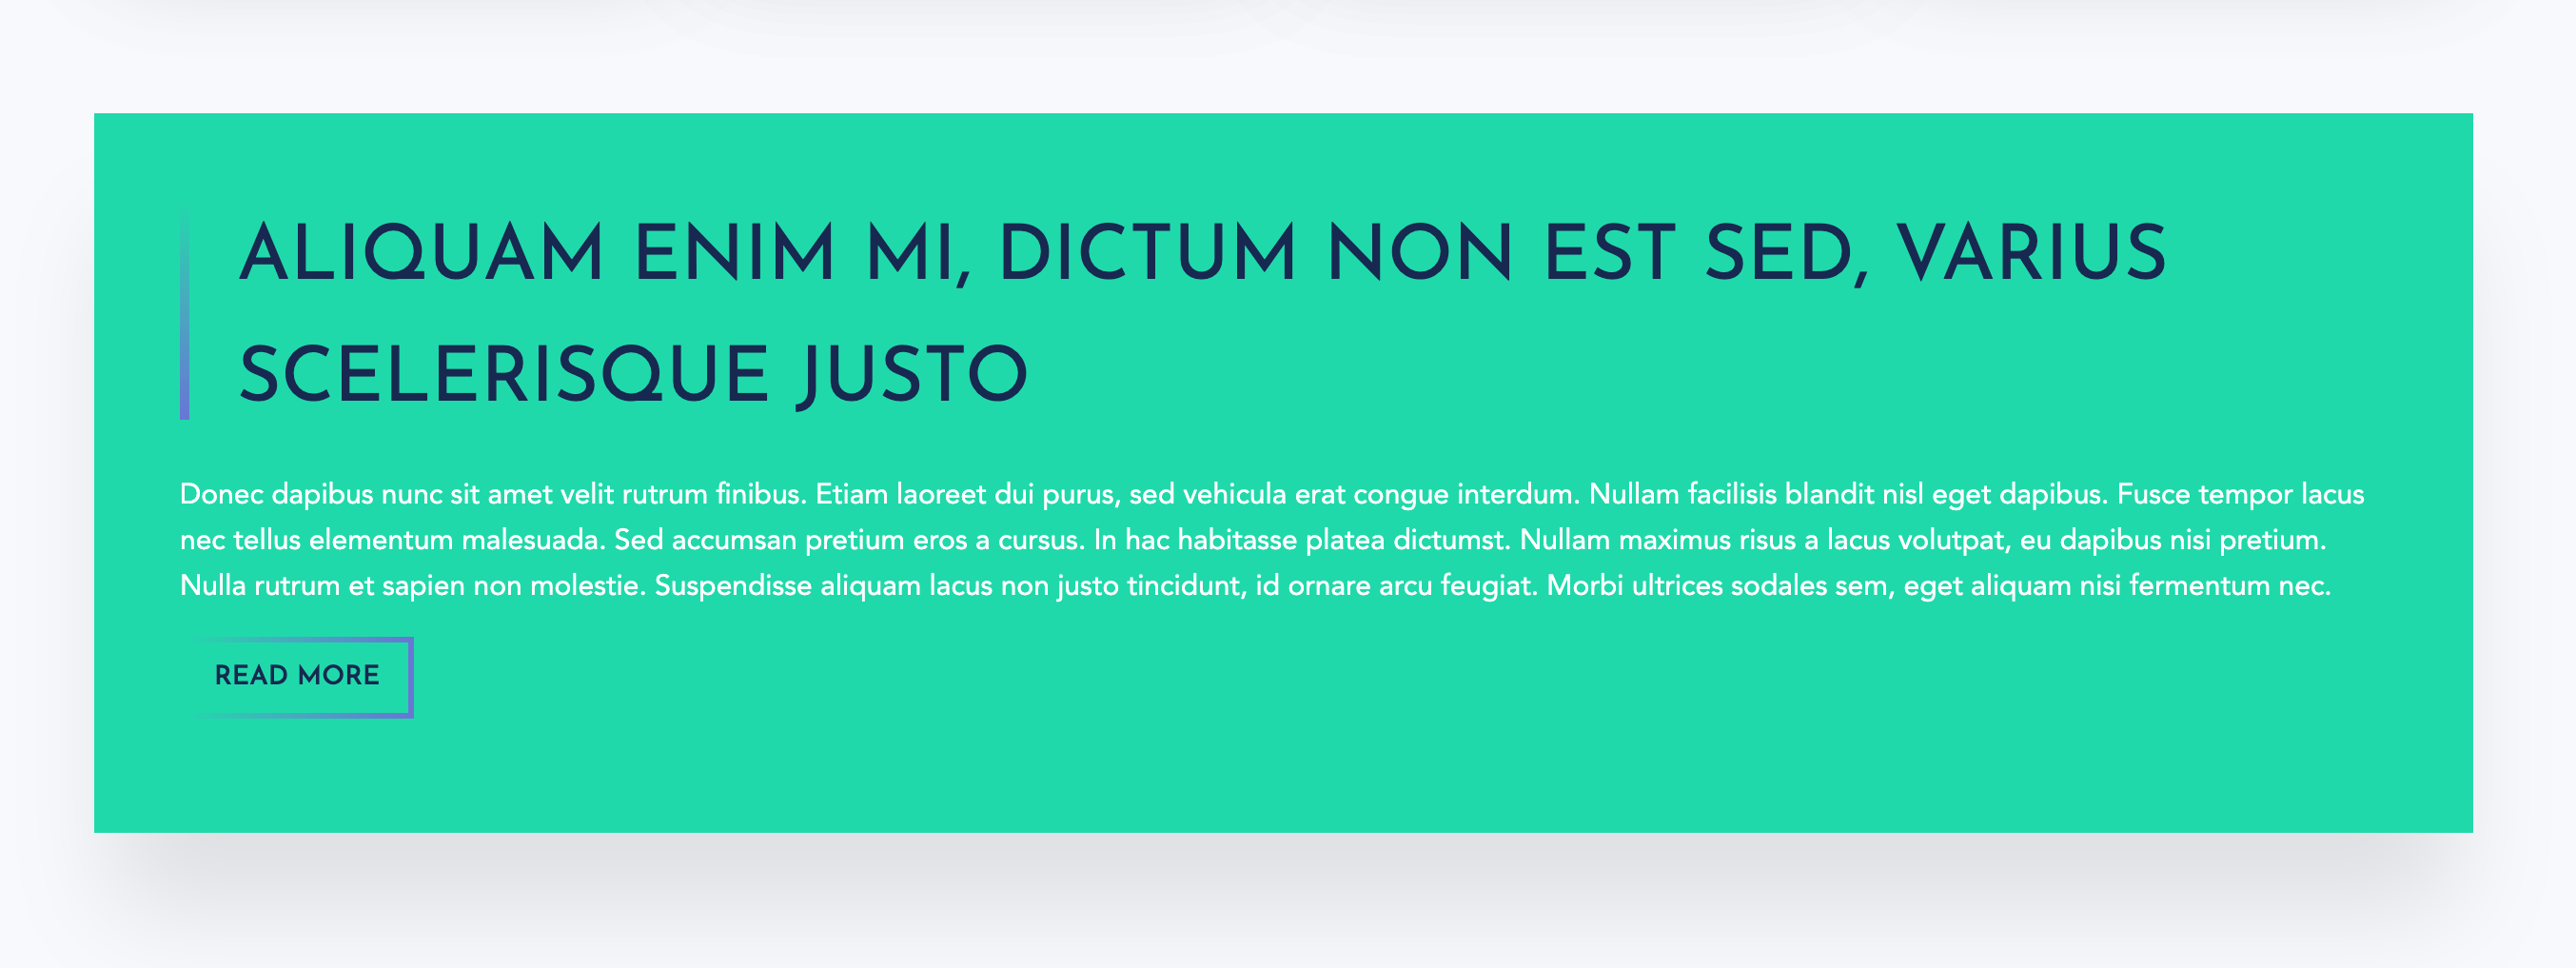 ALIQUAM ENIM MI, DICTUM NON EST SED, VARIUS
SCELERISQUE JUSTO
Donec dapibus nunc sit amet velit rutrum finibus. Etiam laoreet dui purus, sed vehicula erat congue interdum. Nullam facilisis blandit nisl eget dapibus. Fusce tempor lacus
nec tellus elementum malesuada. Sed accumsan pretium eros a cursus. In hac habitasse platea dictumst. Nullam maximus risus a lacus volutpat, eu dapibus nisi pretium.
Nulla rutrum et sapien non molestie. Suspendisse aliquam lacus non justo tincidunt, id ornare arcu feugiat. Morbi ultrices sodales sem, eget aliquam nisi fermentum nec.
READ MORE